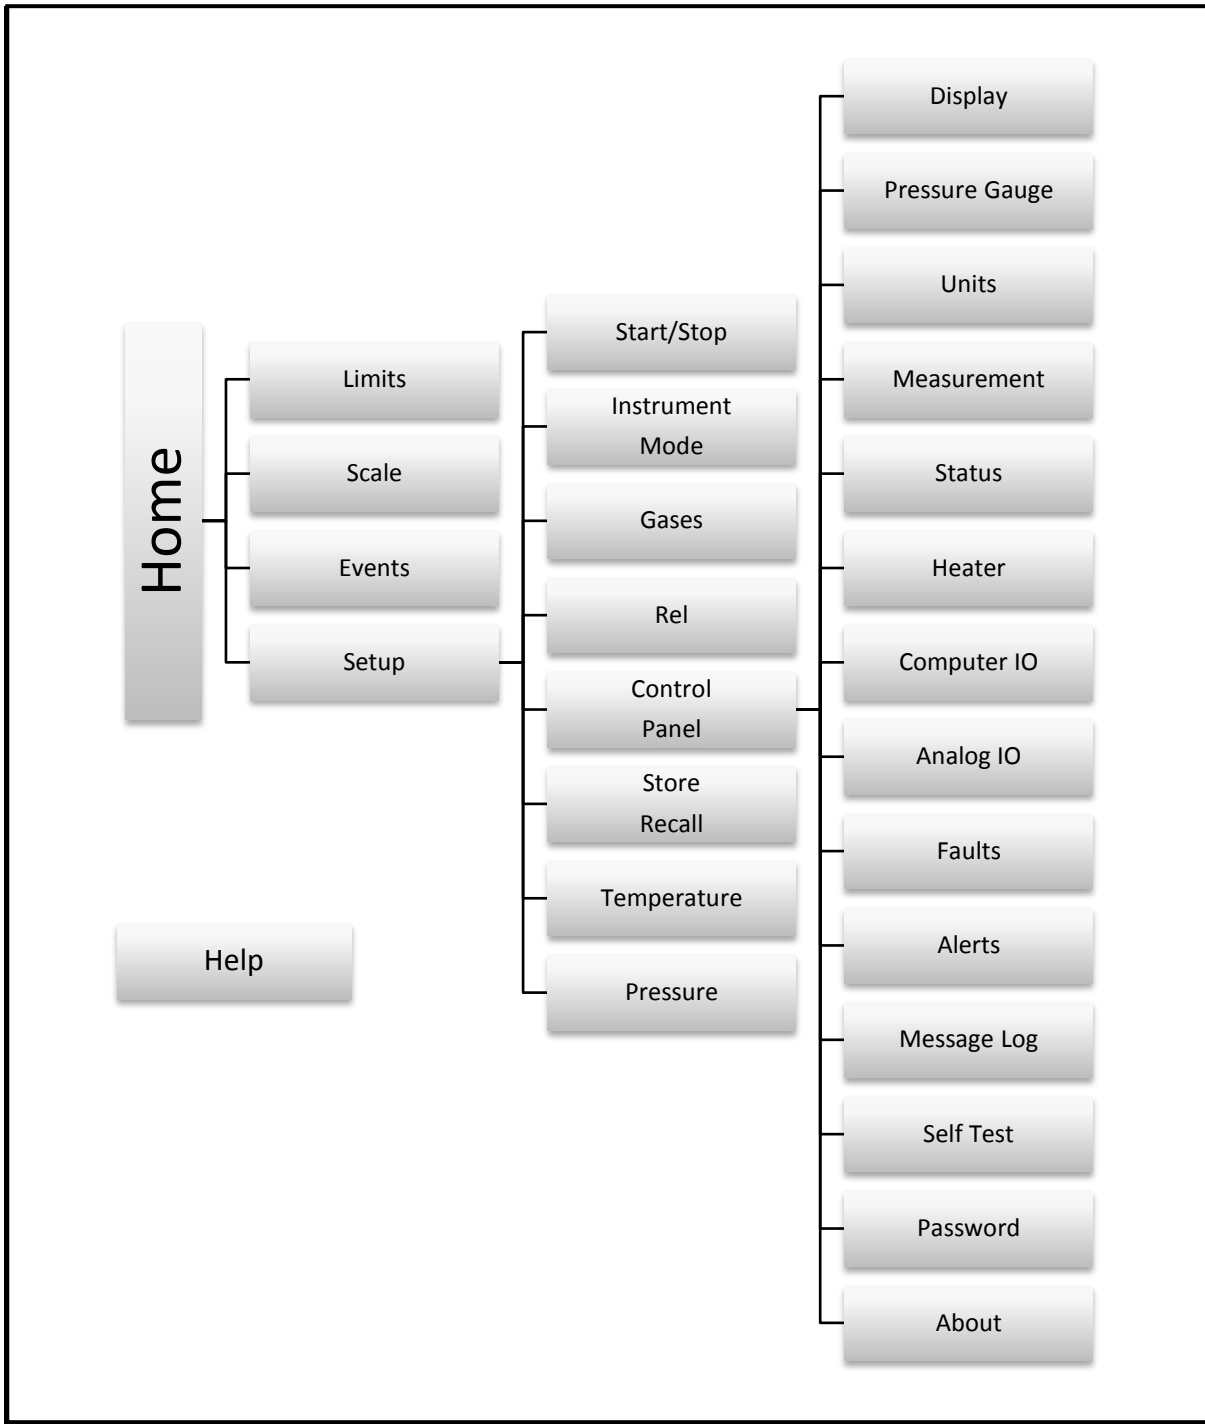 Home
Limits
Scale
Events
Setup
Help
Start/Stop
Instrument
Mode
Gases
Rel
Control
Panel
Store
Recall
Temperature
Pressure
Display
Pressure Gauge
Units
Measurement
Status
Heater
Computer IO
Analog IO
Faults
Alerts
Message Log
Self Test
Password
About